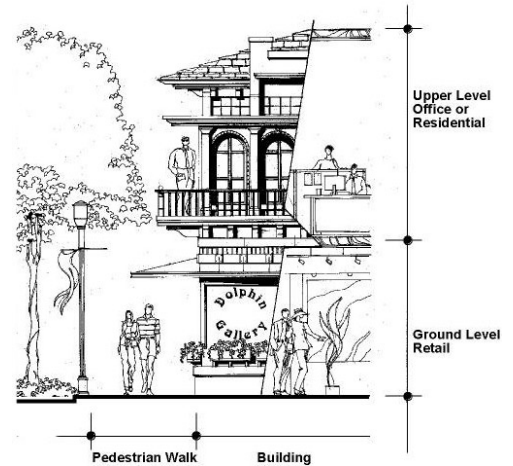 Upper Level
Office or
Residential
Dolphin
Gallery
Ground Level
Retail
Pedestrian Walk
Building